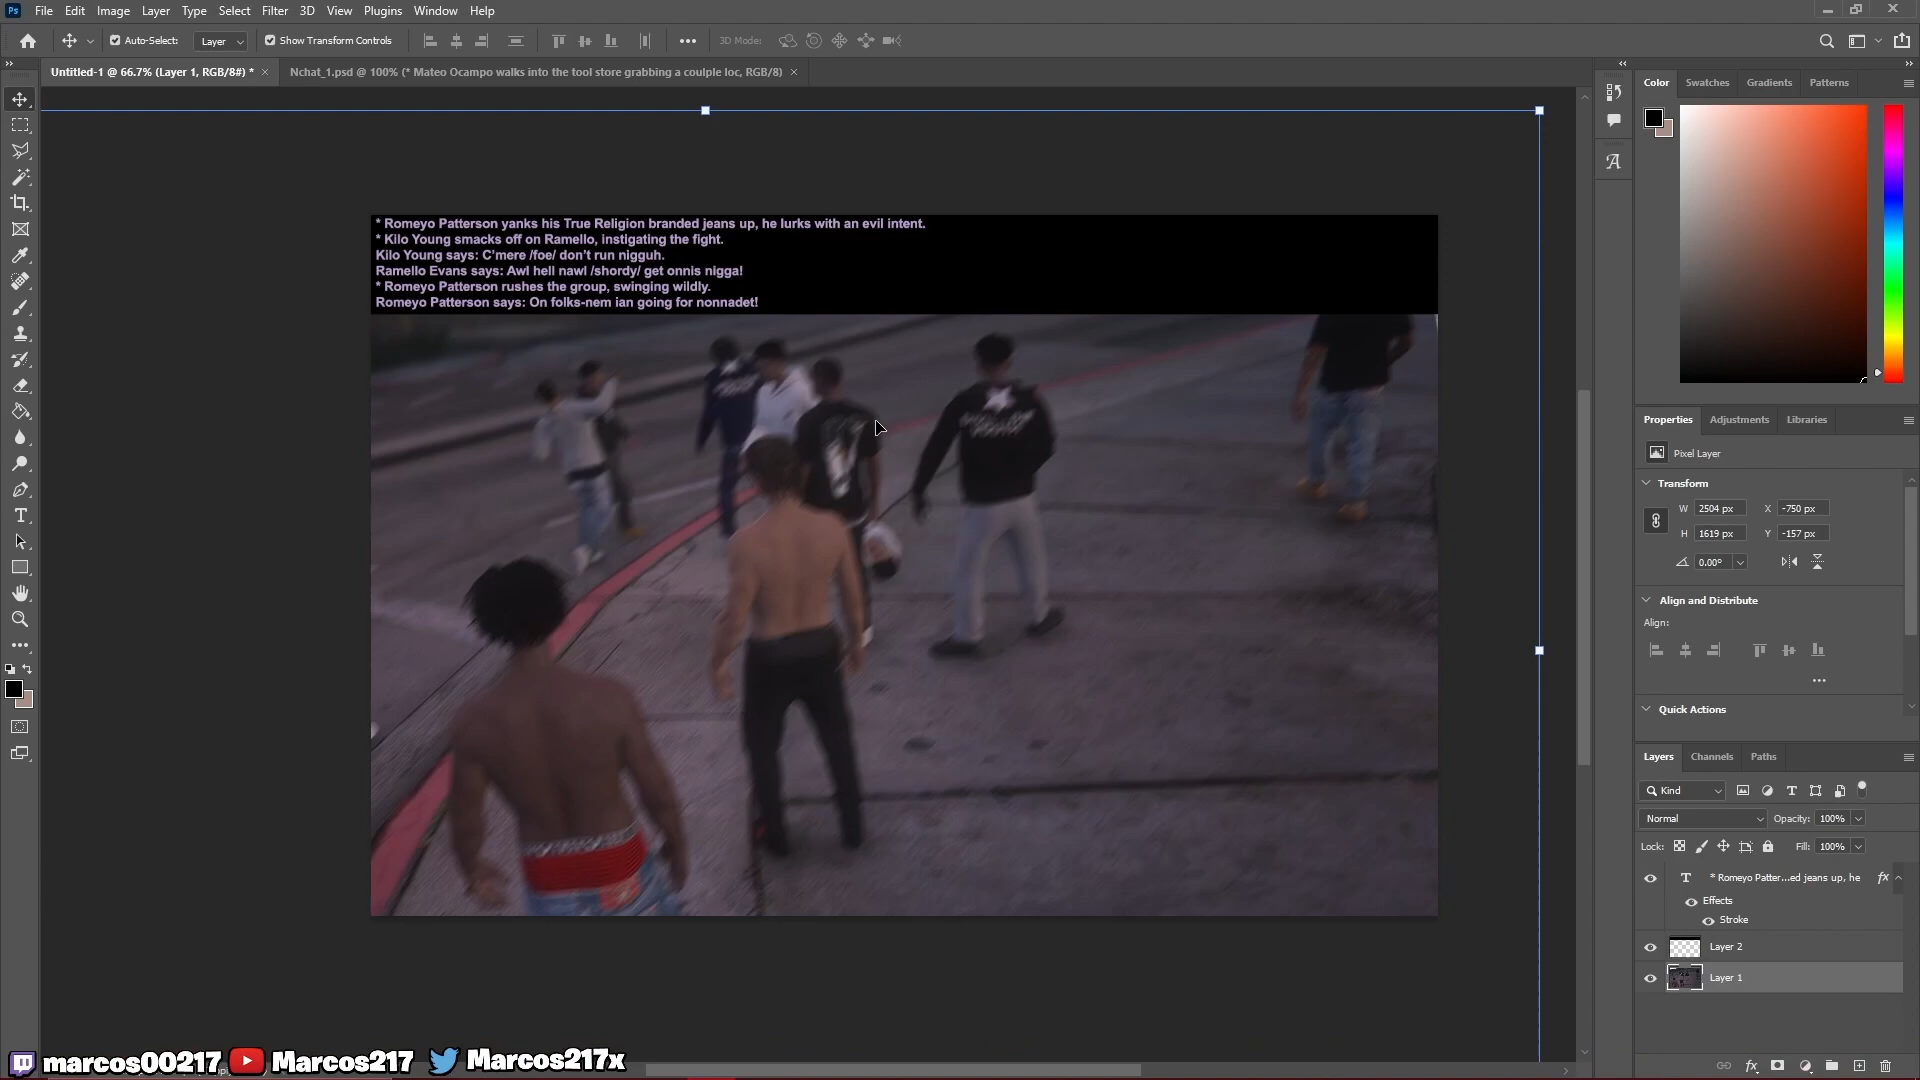 File Edit Image Layer Type Select Filter 3D View Plugins Window Help
Auto-Select: Layer Show Transform Controls 3D Mode:
Untitled-1 @ 66.7% (Layer 1, RGB/8#) * Nchat_1.psd @ 100% (* Mateo Ocampo walks into the tool store grabbing a coulple loc, RGB/8)
Color Swatches Gradients Patterns
* Romeyo Patterson yanks his True Religion branded jeans up, he lurks with an evil intent.
* Kilo Young smacks off on Ramello, instigating the fight.
Kilo Young says: C'mere /foe/ don't run nigguh.
Ramello Evans says: Awl hell nawl /shordy/ get onnis nigga!
* Romeyo Patterson rushes the group, swinging wildly.
Romeyo Patterson says: On folks-nem ian going for nonnadet!
Properties Adjustments Libraries
Pixel Layer
Transform
W 2504 px X -750 px
H 1619 px Y -157 px
0.00°
Align and Distribute
Align:
Quick Actions
Layers Channels Paths
Kind
Normal Opacity: 100%
Lock: Fill: 100%
* Romeyo Patter...ed jeans up, he fx
Effects
Stroke
Layer 2
Layer 1
marcos00217 Marcos217 Marcos217x